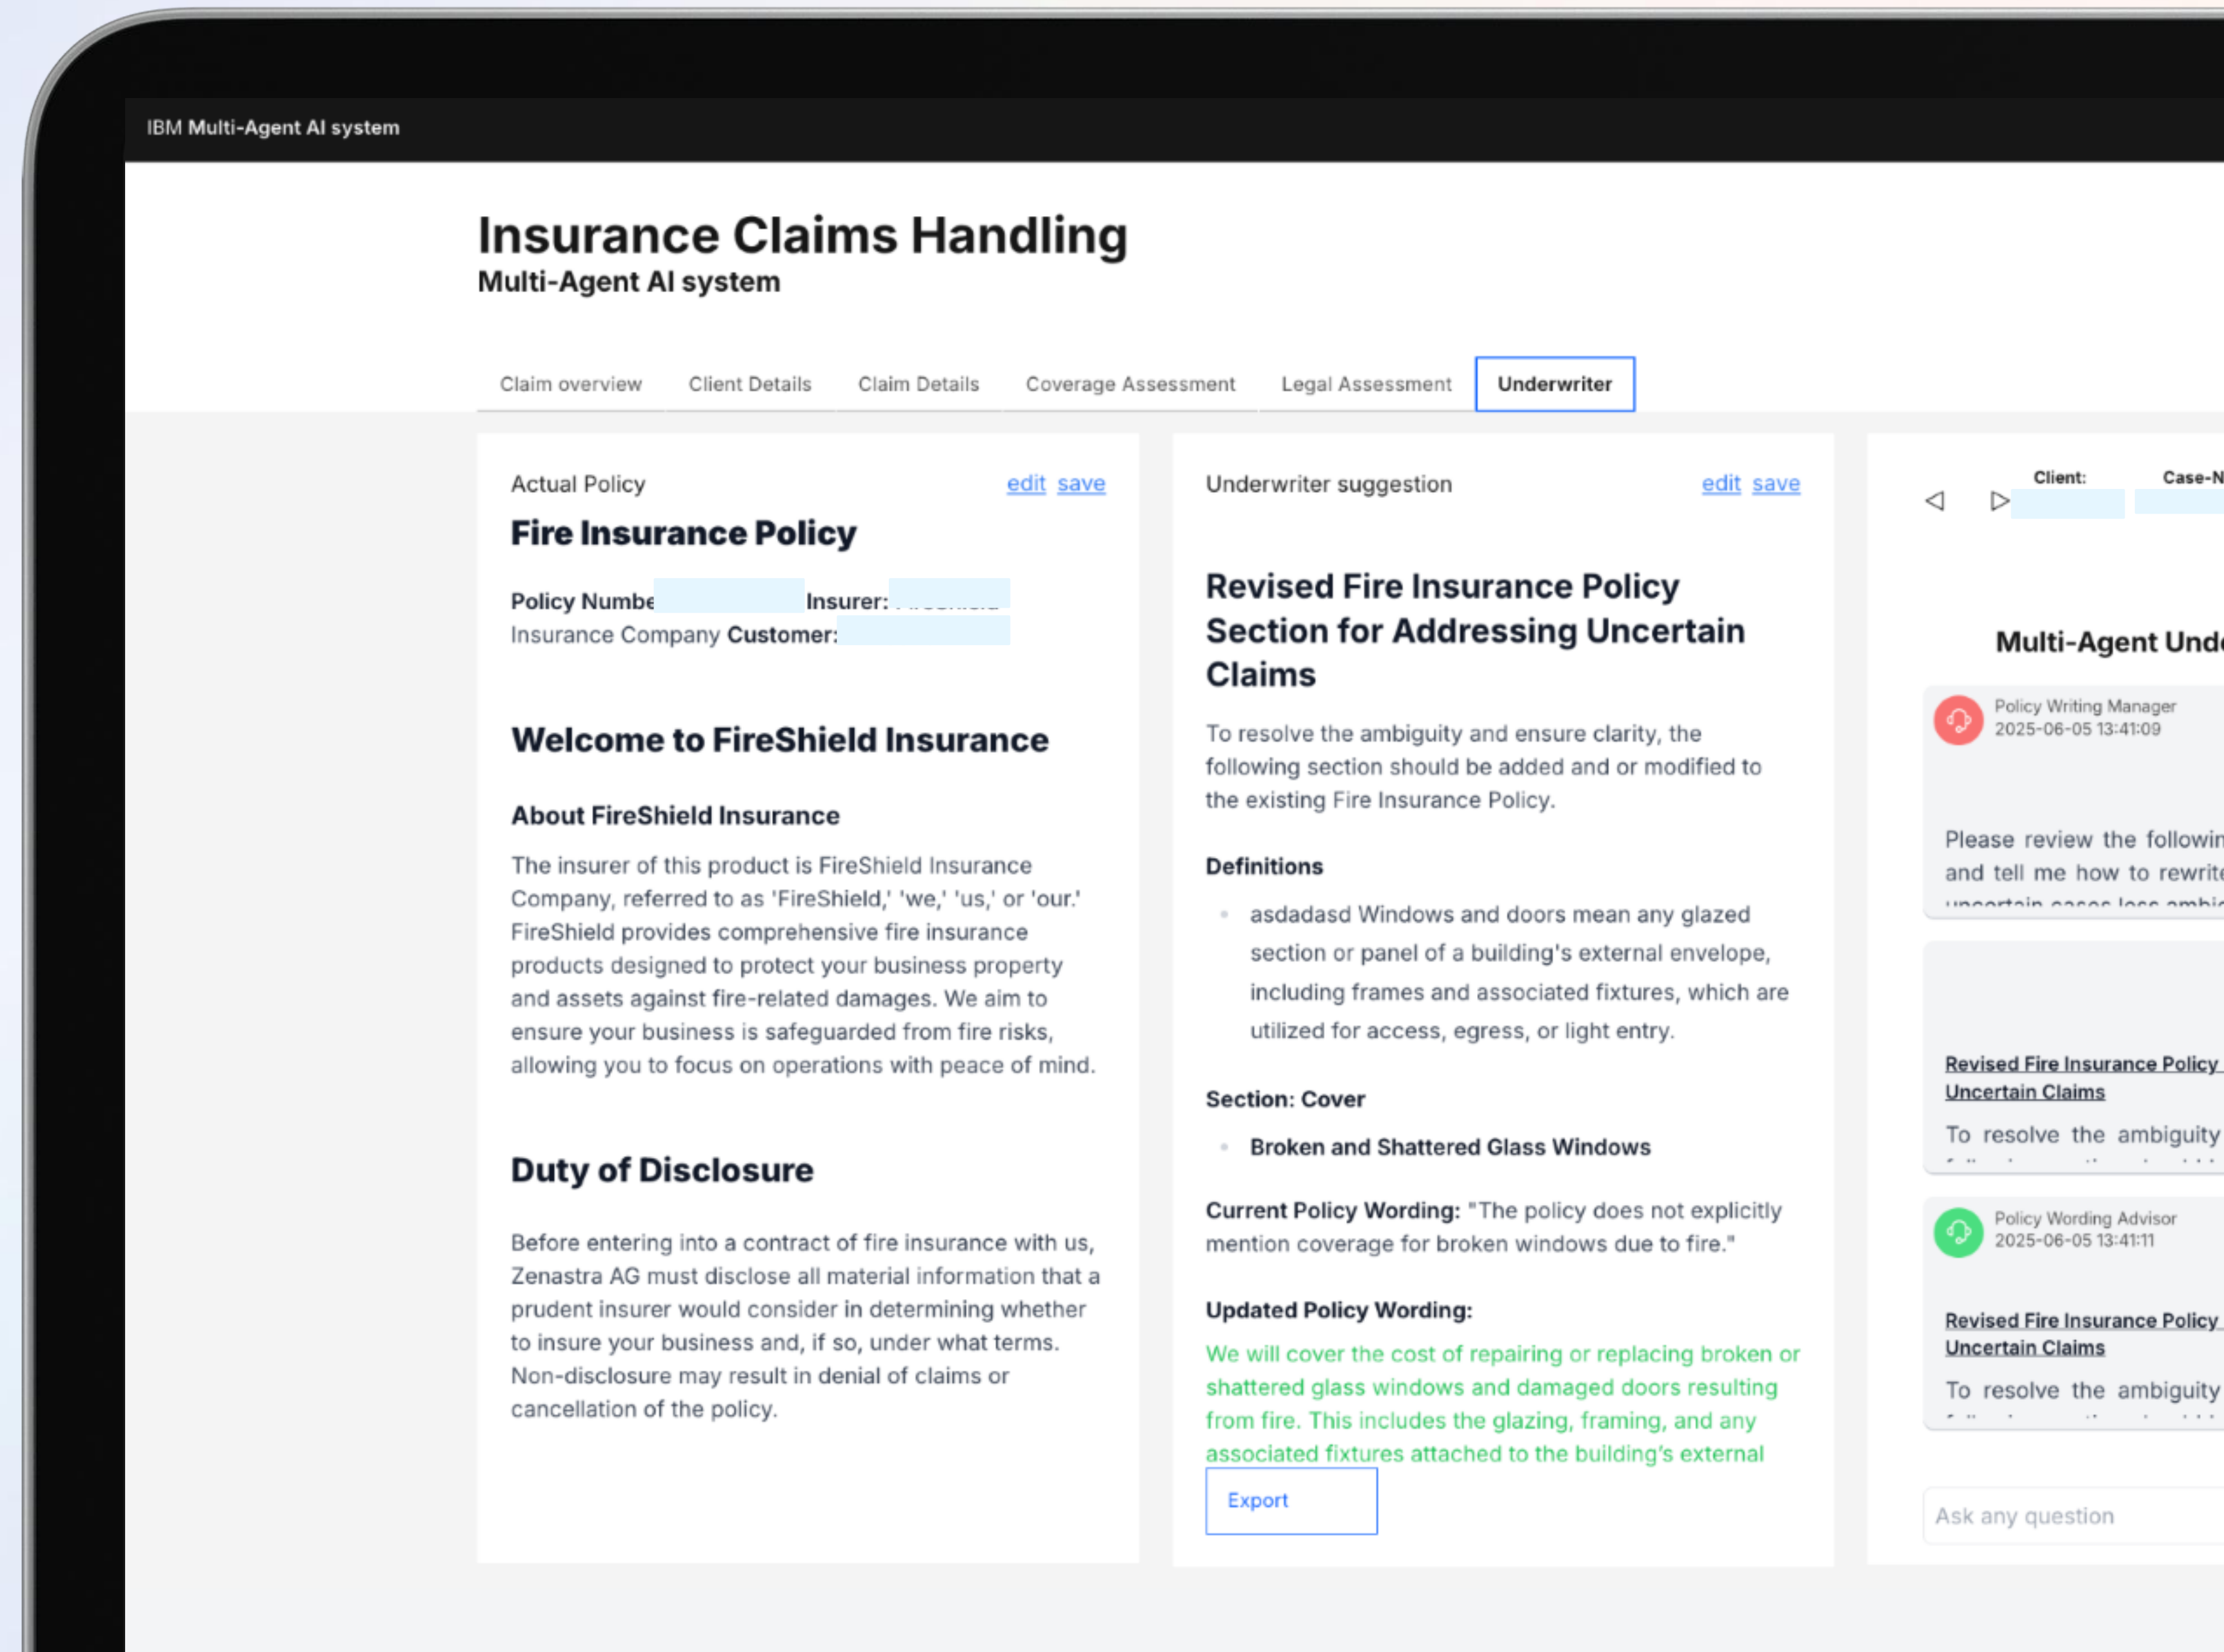 IBM Multi-Agent AI system
Insurance Claims Handling
Multi-Agent AI system
Claim overview
Client Details
Claim Details
Coverage Assessment
Legal Assessment
Underwriter
Actual Policy
edit save
Fire Insurance Policy
Policy Numbe Insurer:
Insurance Company Customer:
Welcome to FireShield Insurance
About FireShield Insurance
The insurer of this product is FireShield Insurance
Company, referred to as 'FireShield,' 'we,' 'us,' or 'our.'
FireShield provides comprehensive fire insurance
products designed to protect your business property
and assets against fire-related damages. We aim to
ensure your business is safeguarded from fire risks,
allowing you to focus on operations with peace of mind.
Duty of Disclosure
Before entering into a contract of fire insurance with us,
Zenastra AG must disclose all material information that a
prudent insurer would consider in determining whether
to insure your business and, if so, under what terms.
Non-disclosure may result in denial of claims or
cancellation of the policy.
Underwriter suggestion
edit save
Revised Fire Insurance Policy
Section for Addressing Uncertain
Claims
To resolve the ambiguity and ensure clarity, the
following section should be added and or modified to
the existing Fire Insurance Policy.
Definitions
asdadasd Windows and doors mean any glazed
section or panel of a building's external envelope,
including frames and associated fixtures, which are
utilized for access, egress, or light entry.
Section: Cover
Broken and Shattered Glass Windows
Current Policy Wording: "The policy does not explicitly
mention coverage for broken windows due to fire."
Updated Policy Wording:
We will cover the cost of repairing or replacing broken or
shattered glass windows and damaged doors resulting
from fire. This includes the glazing, framing, and any
associated fixtures attached to the building’s external
Export
Client:
Case-N
Multi-Agent Unde
Policy Writing Manager
2025-06-05 13:41:09
Please review the followin
and tell me how to rewrite
Revised Fire Insurance Policy
Uncertain Claims
To resolve the ambiguity
Policy Wording Advisor
2025-06-05 13:41:11
Revised Fire Insurance Policy
Uncertain Claims
To resolve the ambiguity
Ask any question